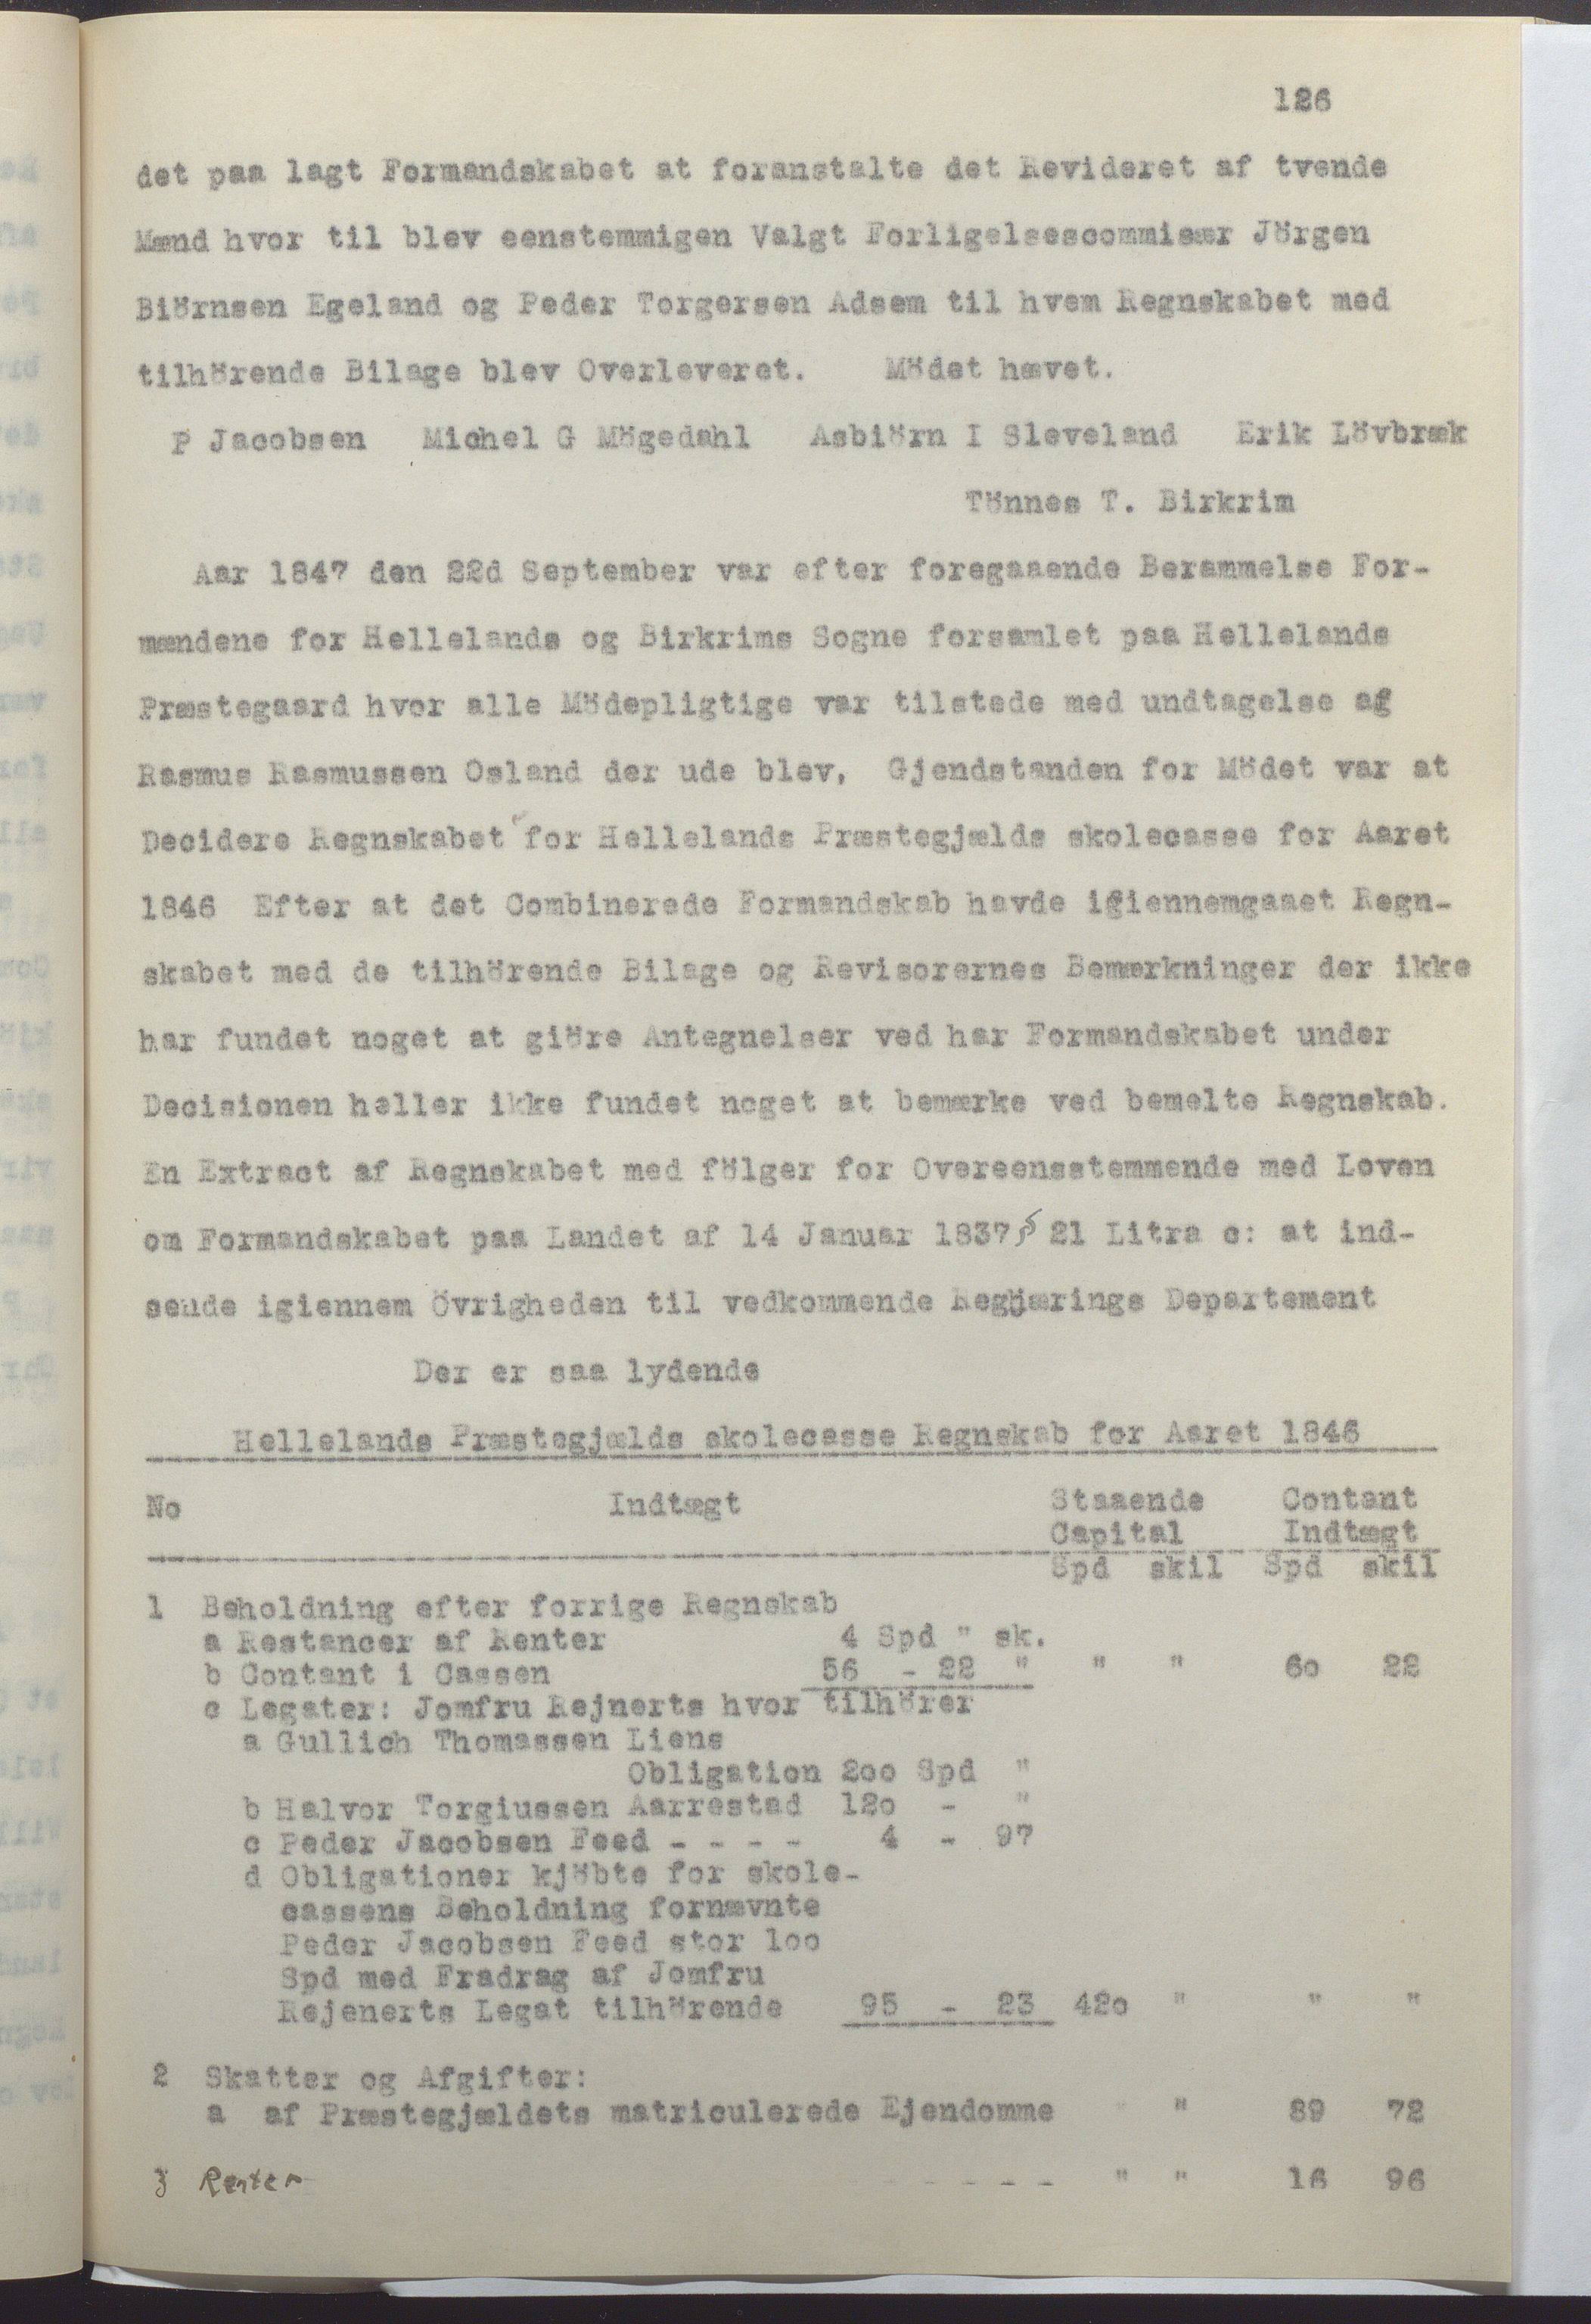 126
det paa lagt Formandskabet at foranstalte det Revideret af tvende
Mænd hvor til blev eenstemmigen Valgt Forligelsescommisær Jörgen
Biörnsen Egeland og Peder Torgersen Adsem til hvem Regnskabet med
tilhörende Bilage blev Overleveret. Mödet hævet.
P Jacobsen Michel G Mögedahl Asbiörn I Sleveland Erik Lövbræk
Tönnes T. Birkrim
Aar 1847 den 22d September var efter foregaaende Berammelse For-
mændene for Hellelands og Birkrims Sogne forsamlet paa Hellelands
Præstegaard hvor alle Mödepligtige var tilstede med undtagelse af
Rasmus Rasmussen Osland der ude blev, Gjendstanden for Mödet var at
Decidere Regnskabet for Hellelands Præstegjælds skolecasse for Aaret
1846 Efter at det Combinerede Formandskab havde igiennemgaaet Regn-
skabet med de tilhörende Bilage og Revisorernes Bemærkninger der ikke
har fundet noget at giöre Antegnelser ved har Formandskabet under
Decisionen heller ikke fundet noget at bemærke ved bemelte Regnskab.
En Extract af Regnskabet med fölger for Overeensstemmende med Loven
om Formandskabet paa Landet af 14 Januar 1837 § 21 Litra c: at ind-
sende igiennem Övrigheden til vedkommende Regjærings Departement
Der er saa lydende
Hellelands Præstegjælds skolecasse Regnskab for Aaret 1846
No Indtægt Staaende Contant
Capital Indtægt
Spd skil Spd skil
1 Beholdning efter forrige Regnskab
a Restancer af Renter 4 Spd " sk.
b Contant i Cassen 56 - 22 " " " 6o 22
c Legater: Jomfru Rejnerts hvor tilhörer
a Gullich Thomassen Liens
Obligation 2oo Spd "
b Halvor Torgiussen Aarrestad 12o - "
c Peder Jacobsen Feed - - - - 4 - 97
d Obligationer kjöbte for skole-
cassens Beholdning fornævnte
Peder Jacobsen Feed stor 1oo
Spd med Fradrag af Jomfru
Rejenerts Legat tilhörende 95 - 23 42o " " "
2 Skatter og Afgifter:
a af Præstegjældets matriculerede Ejendomme " " 89 72
3 Renter - - - " " 16 96